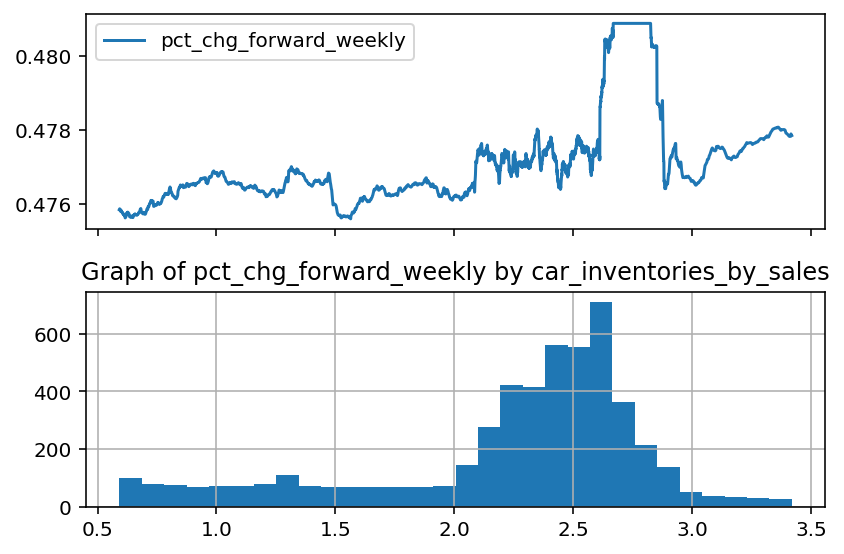 pct_chg_forward_weekly
0.480
0.478
0.476
Graph of pct_chg_forward_weekly by car_inventories_by_sales
600
400
200
0
0.5 1.0 1.5 2.0 2.5 3.0 3.5